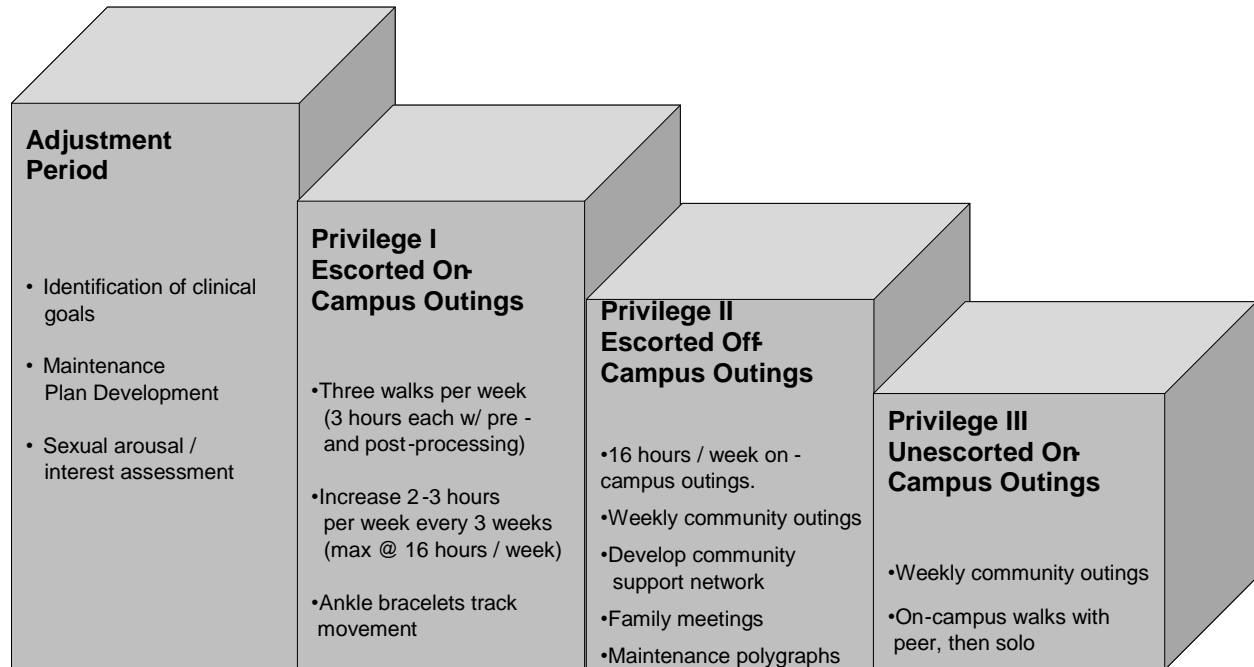 Adjustment
Period
• Identification of clinical
goals
• Maintenance
Plan Development
• Sexual arousal /
interest assessment
Privilege I
Escorted On-
Campus Outings
•Three walks per week
(3 hours each w/ pre -
and post-processing)
•Increase 2-3 hours
per week every 3 weeks
(max @ 16 hours / week)
•Ankle bracelets track
movement
Privilege II
Escorted Off-
Campus Outings
•16 hours / week on -
campus outings.
•Weekly community outings
•Develop community
support network
•Family meetings
•Maintenance polygraphs
Privilege III
Unescorted On-
Campus Outings
•Weekly community outings
•On-campus walks with
peer, then solo